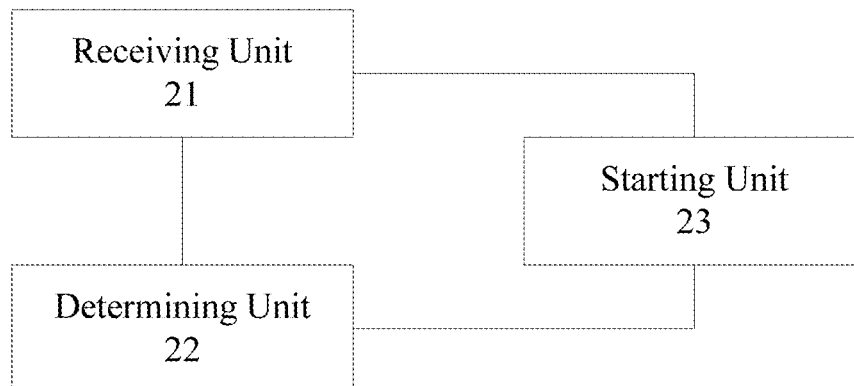 Receiving Unit
21
Starting Unit
23
Determining Unit
22